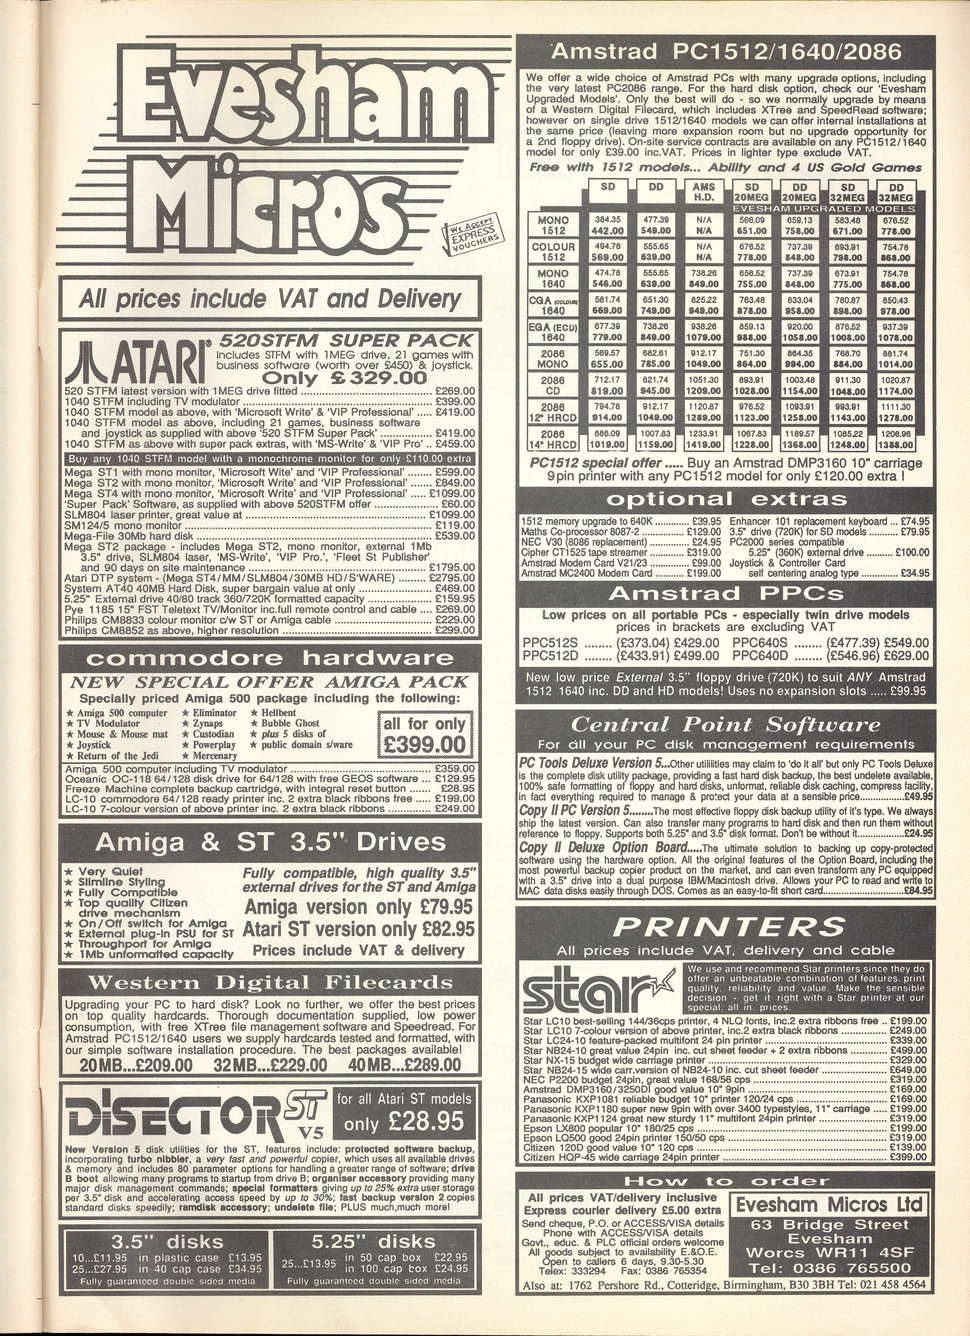 Evesham
Micros
WE ACCEPT
EXPRESS
VOUCHERS
All prices include VAT and Delivery
ATARI®
520STFM SUPER PACK
Includes STFM with 1MEG drive, 21 games with
business software (worth over £450) & joystick.
Only £329.00
520 STFM latest version with 1MEG drive fitted ........ £269.00
1040 STFM including TV modulator ........ £399.00
1040 STFM model as above, with 'Microsoft Write' & 'VIP Professional' ..... £419.00
1040 STFM model as above, including 21 games, business software
and joystick as supplied with above '520 STFM Super Pack' ........ £419.00
1040 STFM as above with super pack extras, with 'MS-Write' & 'VIP Pro' .. £459.00
Buy any 1040 STFM model with a monochrome monitor for only £110.00 extra
Mega ST1 with mono monitor, 'Microsoft Wite' and 'VIP Professional' ....... £599.00
Mega ST2 with mono monitor, 'Microsoft Write' and 'VIP Professional' ..... £849.00
Mega ST4 with mono monitor, 'Microsoft Write' and 'VIP Professional' .... £1099.00
'Super Pack' Software, as supplied with above 520STFM offer ........ £60.00
SLM804 laser printer, great value at ........ £1099.00
SM124/5 mono monitor ........ £119.00
Mega-File 30Mb hard disk ........ £539.00
Mega ST2 package - includes Mega ST2, mono monitor, external 1Mb
3.5" drive, SLM804 laser, 'MS-Write', 'VIP Pro.', 'Fleet St Publisher'
and 90 days on site maintenance ........ £1795.00
Atari DTP system - (Mega ST4/MM/SLM804/30MB HD/S'WARE) ........ £2795.00
System AT40 40MB Hard Disk, super bargain value at only ........ £469.00
5.25" External drive 40/80 track 360/720K formatted capacity ........ £159.95
Pye 1185 15" FST Teletext TV/Monitor inc.full remote control and cable .... £269.00
Philips CM8833 colour monitor c/w ST or Amiga cable ........ £229.00
Philips CM8852 as above, higher resolution ........ £299.00
commodore hardware
NEW SPECIAL OFFER AMIGA PACK
Specially priced Amiga 500 package including the following:
★ Amiga 500 computer ★ Eliminator ★ Hellbent
★ TV Modulator ★ Zynaps ★ Bubble Ghost
★ Mouse & Mouse mat ★ Custodian ★ plus 5 disks of
★ Joystick ★ Powerplay ★ public domain s/ware
★ Return of the Jedi ★ Mercenary
all for only
£399.00
Amiga 500 computer including TV modulator ........ £359.00
Oceanic OC-118 64/128 disk drive for 64/128 with free GEOS software ... £129.95
Freeze Machine complete backup cartridge, with integral reset button ...... £28.95
LC-10 commodore 64/128 ready printer inc. 2 extra black ribbons free ..... £199.00
LC-10 7-colour version of above printer inc. 2 extra black ribbons ........ £249.00
Amiga & ST 3.5" Drives
★ Very Quiet
★ Slimline Styling
★ Fully Compatible
★ Top quality Citizen
drive mechanism
★ On/Off switch for Amiga
★ External plug-in PSU for ST
★ Throughport for Amiga
★ 1Mb unformatted capacity
Fully compatible, high quality 3.5"
external drives for the ST and Amiga
Amiga version only £79.95
Atari ST version only £82.95
Prices include VAT & delivery
Western Digital Filecards
Upgrading your PC to hard disk? Look no further, we offer the best prices
on top quality hardcards. Thorough documentation supplied, low power
consumption, with free XTree file management software and Speedread. For
Amstrad PC1512/1640 users we supply hardcards tested and formatted, with
our simple software installation procedure. The best packages available!
20MB...£209.00 32MB...£229.00 40MB...£289.00
DISECTOR ST
V5
for all Atari ST models
only £28.95
New Version 5 disk utilities for the ST, features include: protected software backup,
incorporating turbo nibbler, a very fast and powerful copier, which uses all available drives
& memory and includes 80 parameter options for handling a greater range of software; drive
B boot allowing many programs to startup from drive B; organiser accessory providing many
major disk management commands; special formatters giving up to 25% extra user storage
per 3.5" disk and accelerating access speed by up to 30%; fast backup version 2 copies
standard disks speedily; ramdisk accessory; undelete file; PLUS much,much more!
3.5" disks
10...£11.95 in plastic case £13.95
25...£27.95 in 40 cap case £34.95
Fully guaranteed double sided media
5.25" disks
25...£13.95 in 50 cap box £22.95
in 100 cap box £24.95
Fully guaranteed double sided media
Amstrad PC1512/1640/2086
We offer a wide choice of Amstrad PCs with many upgrade options, including
the very latest PC2086 range. For the hard disk option, check our 'Evesham
Upgraded Models'. Only the best will do - so we normally upgrade by means
of a Western Digital Filecard, which includes XTree and SpeedRead software;
however on single drive 1512/1640 models we can offer internal installations at
the same price (leaving more expansion room but no upgrade opportunity for
a 2nd floppy drive). On-site service contracts are available on any PC1512/1640
model for only £39.00 inc.VAT. Prices in lighter type exclude VAT.
Free with 1512 models... Ability and 4 US Gold Games
SD DD AMS H.D. SD 20MEG DD 20MEG SD 32MEG DD 32MEG
EVESHAM UPGRADED MODELS
MONO 384.35 477.39 N/A 566.09 659.13 583.48 676.52
1512 442.00 549.00 N/A 651.00 758.00 671.00 778.00
COLOUR 494.78 555.65 N/A 676.52 737.39 693.91 754.78
1512 569.00 639.00 N/A 778.00 848.00 798.00 868.00
MONO 474.78 555.65 738.26 656.52 737.39 673.91 754.78
1640 546.00 639.00 849.00 755.00 848.00 775.00 868.00
CGA (COLOUR) 581.74 651.30 825.22 763.48 833.04 780.87 850.43
1640 669.00 749.00 949.00 878.00 958.00 898.00 978.00
EGA (ECD) 677.39 738.26 938.26 859.13 920.00 876.52 937.39
1640 779.00 849.00 1079.00 988.00 1058.00 1008.00 1078.00
2086 569.57 682.61 912.17 751.30 864.35 768.70 881.74
MONO 655.00 785.00 1049.00 864.00 994.00 884.00 1014.00
2086 712.17 821.74 1051.30 893.91 1003.48 911.30 1020.87
CD 819.00 945.00 1209.00 1028.00 1154.00 1048.00 1174.00
2086 794.78 912.17 1120.87 976.52 1093.91 993.91 1111.30
12" HRCD 914.00 1049.00 1289.00 1123.00 1258.00 1143.00 1278.00
2086 886.09 1007.83 1233.91 1067.83 1189.57 1085.22 1206.96
14" HRCD 1019.00 1159.00 1419.00 1228.00 1368.00 1248.00 1388.00
PC1512 special offer ..... Buy an Amstrad DMP3160 10" carriage
9pin printer with any PC1512 model for only £120.00 extra !
optional extras
1512 memory upgrade to 640K ........ £39.95
Maths Co-processor 8087-2 ........ £129.00
NEC V30 (8086 replacement) ........ £24.95
Cipher CT1525 tape streamer ........ £319.00
Amstrad Modem Card V21/23 ........ £99.00
Amstrad MC2400 Modem Card ........ £199.00
Enhancer 101 replacement keyboard ... £74.95
3.5" (720K) for SD models ........ £79.95
PC2000 series compatible
5.25" (360K) external drive ........ £100.00
Joystick & Controller Card
self centering analog type ........ £34.95
Amstrad PPCs
Low prices on all portable PCs - especially twin drive models
prices in brackets are excluding VAT
PPC512S ........ (£373.04) £429.00 PPC640S ........ (£477.39) £549.00
PPC512D ........ (£433.91) £499.00 PPC640D ........ (£546.96) £629.00
New low price External 3.5" floppy drive (720K) to suit ANY Amstrad
1512 1640 inc. DD and HD models! Uses no expansion slots ..... £99.95
Central Point Software
For all your PC disk management requirements
PC Tools Deluxe Version 5...Other utililities may claim to 'do it all' but only PC Tools Deluxe
is the complete disk utility package, providing a fast hard disk backup, the best undelete available,
100% safe formatting of floppy and hard disks, unformat, reliable disk caching, compress facility,
in fact everything required to manage & protect your data at a sensible price........£49.95
Copy II PC Version 5........The most effective floppy disk backup utility of it's type. We always
ship the latest version. Can also transfer many programs to hard disk and then run them without
reference to floppy. Supports both 5.25" and 3.5" disk format. Don't be without it........£24.95
Copy II Deluxe Option Board.....The ultimate solution to backing up copy-protected
software using the hardware option. All the original features of the Option Board, including the
most powerful backup copier product on the market, and can even transform any PC equipped
with a 3.5" drive into a dual purpose IBM/Macintosh drive. Allows your PC to read and write to
MAC data disks easily through DOS. Comes as an easy-to-fit short card........£84.95
PRINTERS
All prices include VAT, delivery and cable
star
We use and recommend Star printers since they do
offer an unbeatable combination of features, print
quality, reliability and value. Make the sensible
decision - get it right with a Star printer at our
special, all in, prices.
Star LC10 best-selling 144/36cps printer, 4 NLQ fonts, inc.2 extra ribbons free .. £199.00
Star LC10 7-colour version of above printer, inc.2 extra black ribbons ........ £249.00
Star LC24-10 feature-packed multifont 24 pin printer ........ £339.00
Star NB24-10 great value 24pin inc. cut sheet feeder + 2 extra ribbons ........ £499.00
Star NX-15 budget wide carriage printer ........ £329.00
Star NB24-15 wide carr.version of NB24-10 inc. cut sheet feeder ........ £649.00
NEC P2200 budget 24pin, great value 168/56 cps ........ £319.00
Amstrad DMP3160/3250DI good value 10" 9pin ........ £169.00
Panasonic KXP1081 reliable budget 10" printer 120/24 cps ........ £169.00
Panasonic KXP1180 super new 9pin with over 3400 typestyles, 11" carriage .... £199.00
Panasonic KXP1124 great new sturdy 11" multifont 24pin printer ........ £319.00
Epson LX800 popular 10" 180/25 cps ........ £199.00
Epson LQ500 good 24pin printer 150/50 cps ........ £319.00
Citizen 120D good value 10" 120 cps ........ £139.00
Citizen HQP-45 wide carriage 24pin printer ........ £399.00
How to order
All prices VAT/delivery inclusive
Express courier delivery £5.00 extra
Send cheque, P.O. or ACCESS/VISA details
Phone with ACCESS/VISA details
Govt., educ. & PLC official orders welcome
All goods subject to availability E.&O.E.
Open to callers 6 days, 9.30-5.30
Telex: 333294 Fax: 0386 765354
Evesham Micros Ltd
63 Bridge Street
Evesham
Worcs WR11 4SF
Tel: 0386 765500
Also at: 1762 Pershore Rd., Cotteridge, Birmingham, B30 3BH Tel: 021 458 4564